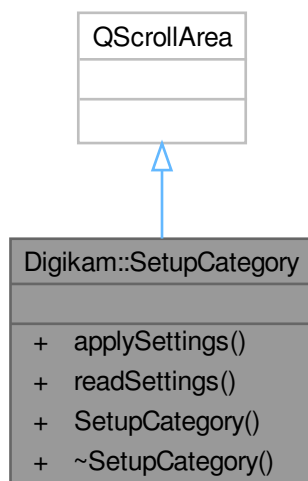 QScrollArea
Digikam::SetupCategory
+ applySettings()
+ readSettings()
+ SetupCategory()
+ ~SetupCategory()